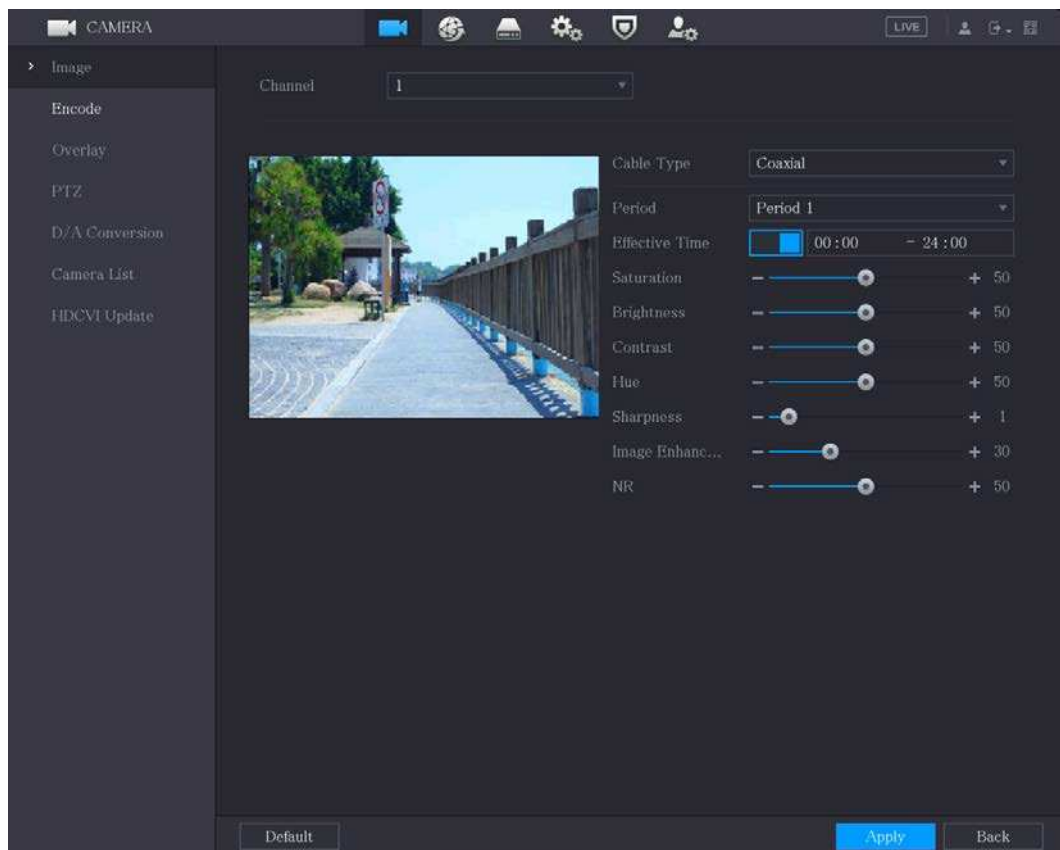 CAMERA
LIVE
Image
Encode
Overlay
PTZ
D/A Conversion
Camera List
HDCVI Update
Channel 1
Cable Type Coaxial
Period Period 1
Effective Time 00:00 - 24:00
Saturation - + 50
Brightness - + 50
Contrast - + 50
Hue - + 50
Sharpness - + 1
Image Enhanc... - + 30
NR - + 50
Default Apply Back